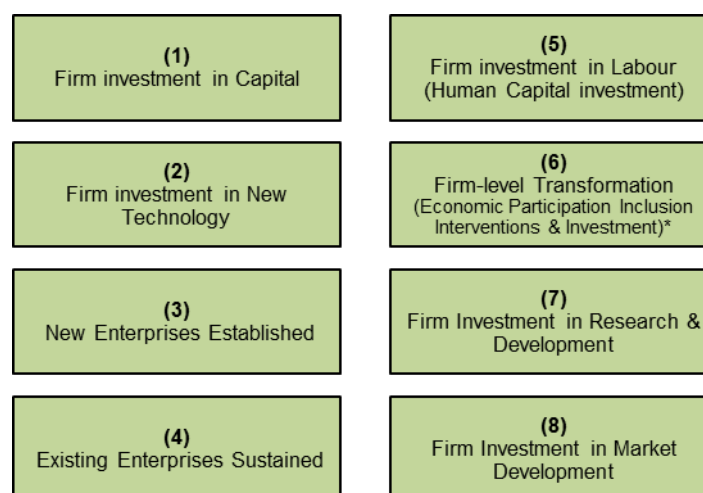 (1)
Firm investment in Capital
(2)
Firm investment in New
Technology
(3)
New Enterprises Established
(4)
Existing Enterprises Sustained
(5)
Firm investment in Labour
(Human Capital investment)
(6)
Firm-level Transformation
(Economic Participation Inclusion
Interventions & Investment)*
(7)
Firm Investment in Research &
Development
(8)
Firm Investment in Market
Development